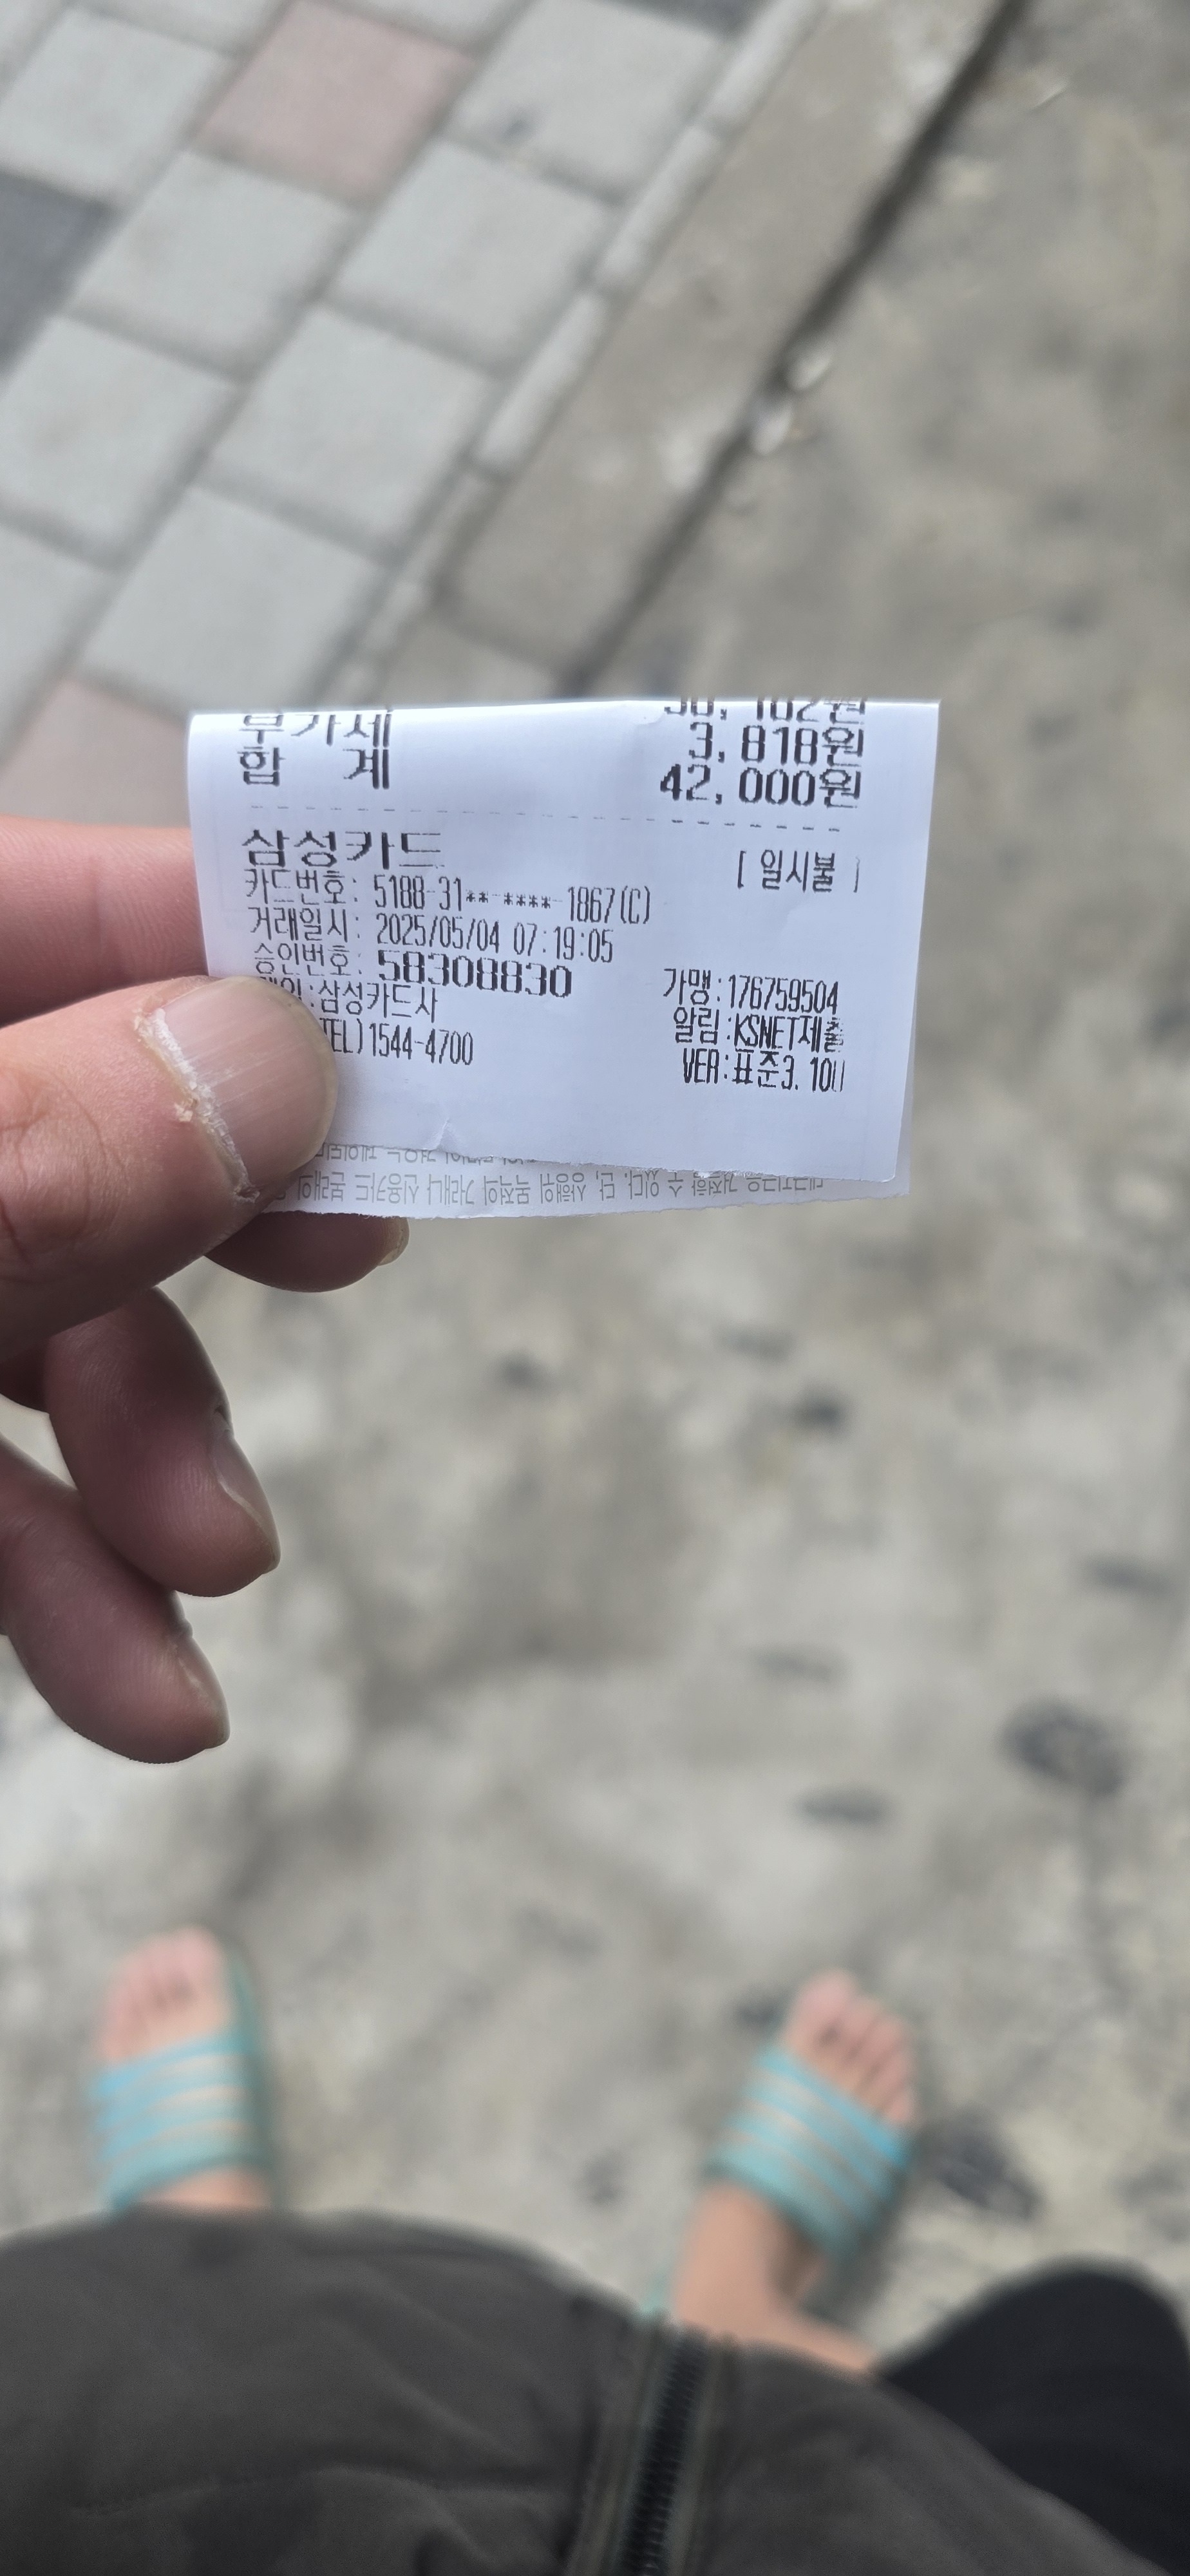 부가세 3,818원
합 계 42,000원
삼성카드 [일시불]
카드번호: 5188-31**-****-1867(C)
거래일시: 2025/05/04 07:19:05
승인번호: 58308830
:삼성카드사 가맹:176759504
알림:KSNET제출
TEL)1544-4700
VER:표준3.10